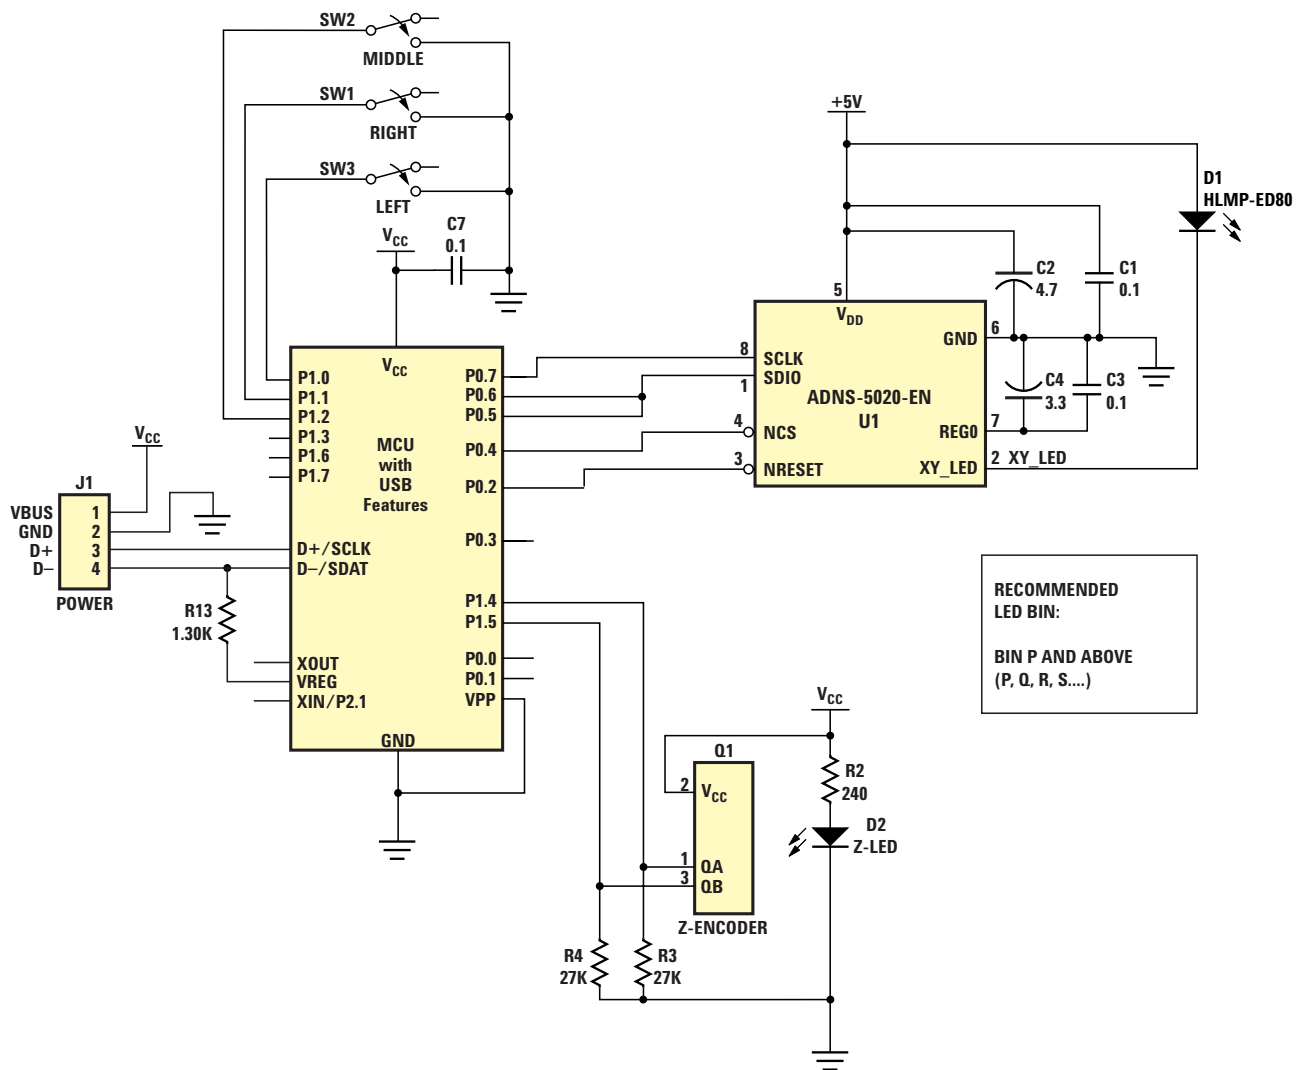 SW2
MIDDLE
SW1
RIGHT
SW3
LEFT
VCC
C7
0.1
VCC
P1.0
P1.1
P1.2
P1.3
P1.6
P1.7
MCU
with
USB
Features
P0.7
P0.6
P0.5
P0.4
P0.2
P0.3
D+/SCLK
D–/SDAT
P1.4
P1.5
XOUT
VREG
XIN/P2.1
P0.0
P0.1
VPP
GND
VCC
J1
VBUS 1
GND 2
D+ 3
D– 4
POWER
R13
1.30K
+5V
D1
HLMP-ED80
C2
4.7
C1
0.1
5
VDD
GND 6
8 SCLK
1 SDIO
ADNS-5020-EN
U1
4 NCS
3 NRESET
REG0 7
XY_LED 2 XY_LED
C4
3.3
C3
0.1
RECOMMENDED
LED BIN:
BIN P AND ABOVE
(P, Q, R, S....)
VCC
Q1
2 VCC
1 QA
3 QB
Z-ENCODER
R2
240
D2
Z-LED
R4
27K
R3
27K